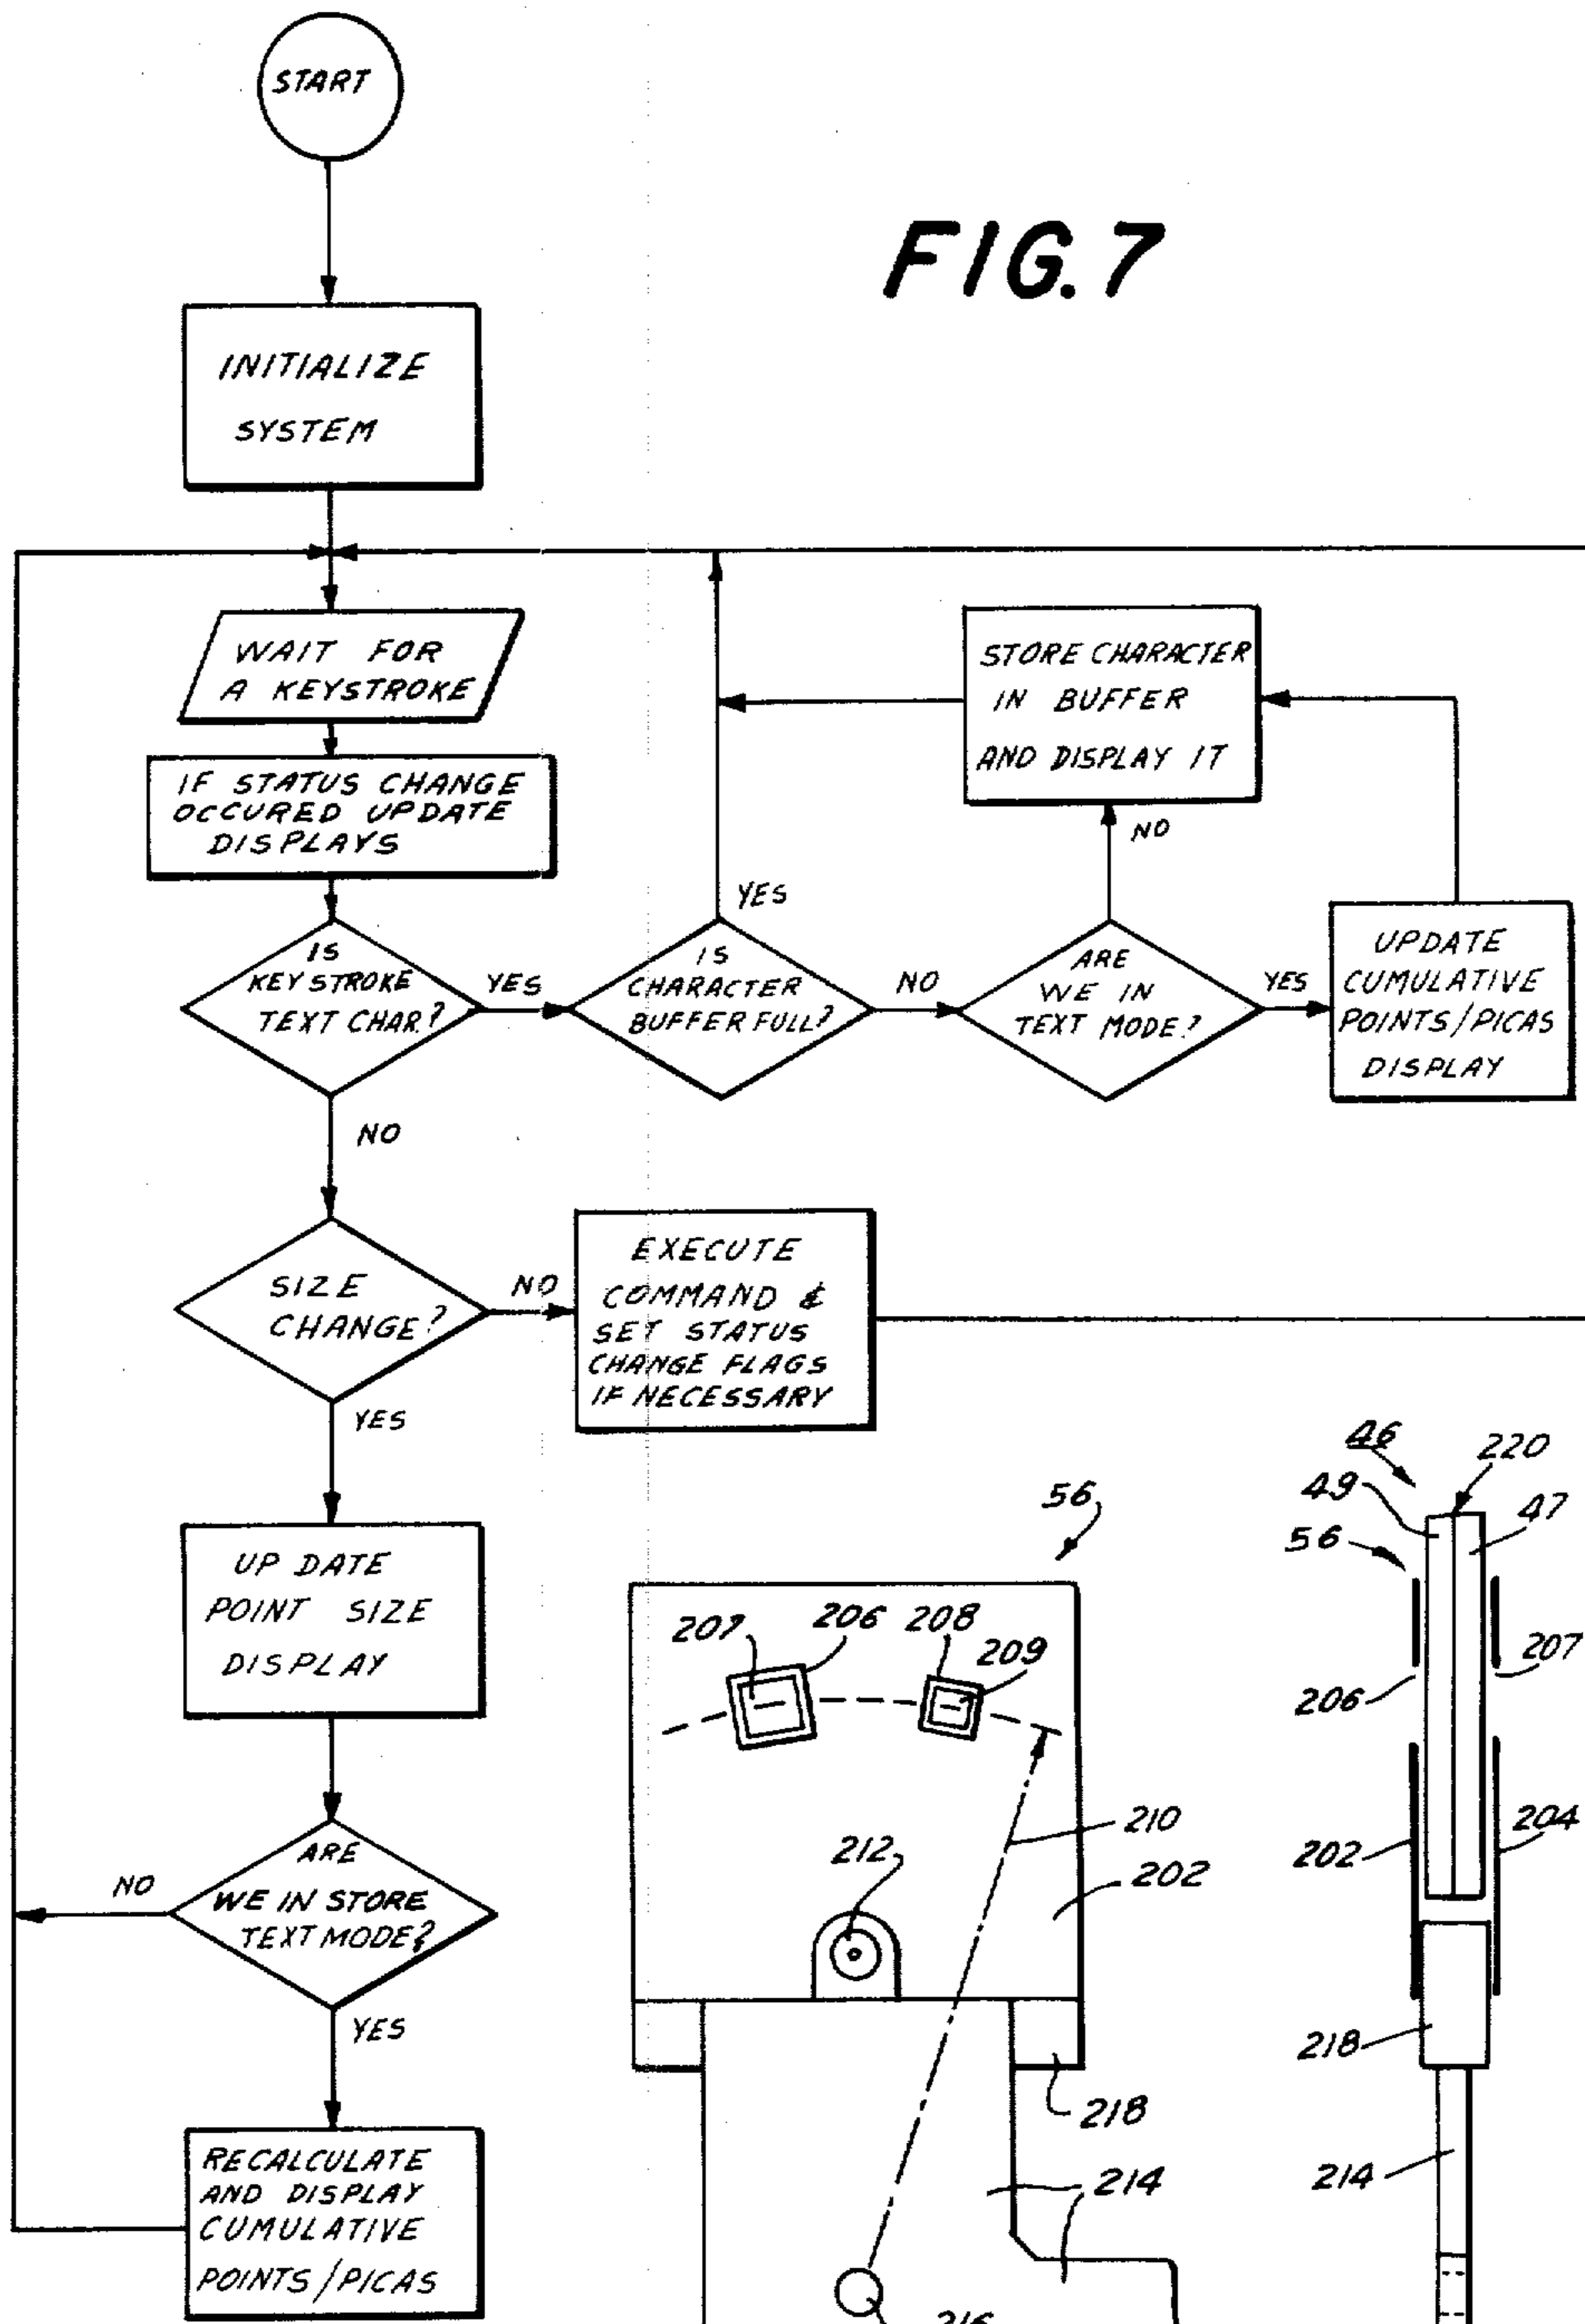 START
FIG. 7
INITIALIZE
SYSTEM
WAIT FOR
A KEYSTROKE
IF STATUS CHANGE
OCCURED UPDATE
DISPLAYS
STORE CHARACTER
IN BUFFER
AND DISPLAY IT
NO
YES
IS
KEYSTROKE
TEXT CHAR.?
YES
IS
CHARACTER
BUFFER FULL?
NO
ARE
WE IN
TEXT MODE?
YES
UPDATE
CUMULATIVE
POINTS/PICAS
DISPLAY
NO
SIZE
CHANGE?
NO
EXECUTE
COMMAND &
SET STATUS
CHANGE FLAGS
IF NECESSARY
YES
UP DATE
POINT SIZE
DISPLAY
ARE
WE IN STORE
TEXT MODE?
NO
YES
RECALCULATE
AND DISPLAY
CUMULATIVE
POINTS/PICAS
56
207
206
208
209
210
212
202
218
214
216
46
220
49
47
56
207
206
204
202
218
214